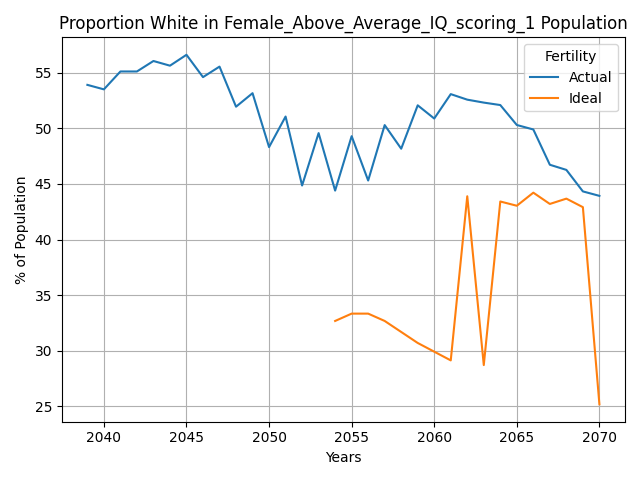 Proportion White in Female_Above_Average_IQ_scoring_1 Population
Fertility
Actual
Ideal
% of Population
55
50
45
40
35
30
25
2040 2045 2050 2055 2060 2065 2070
Years